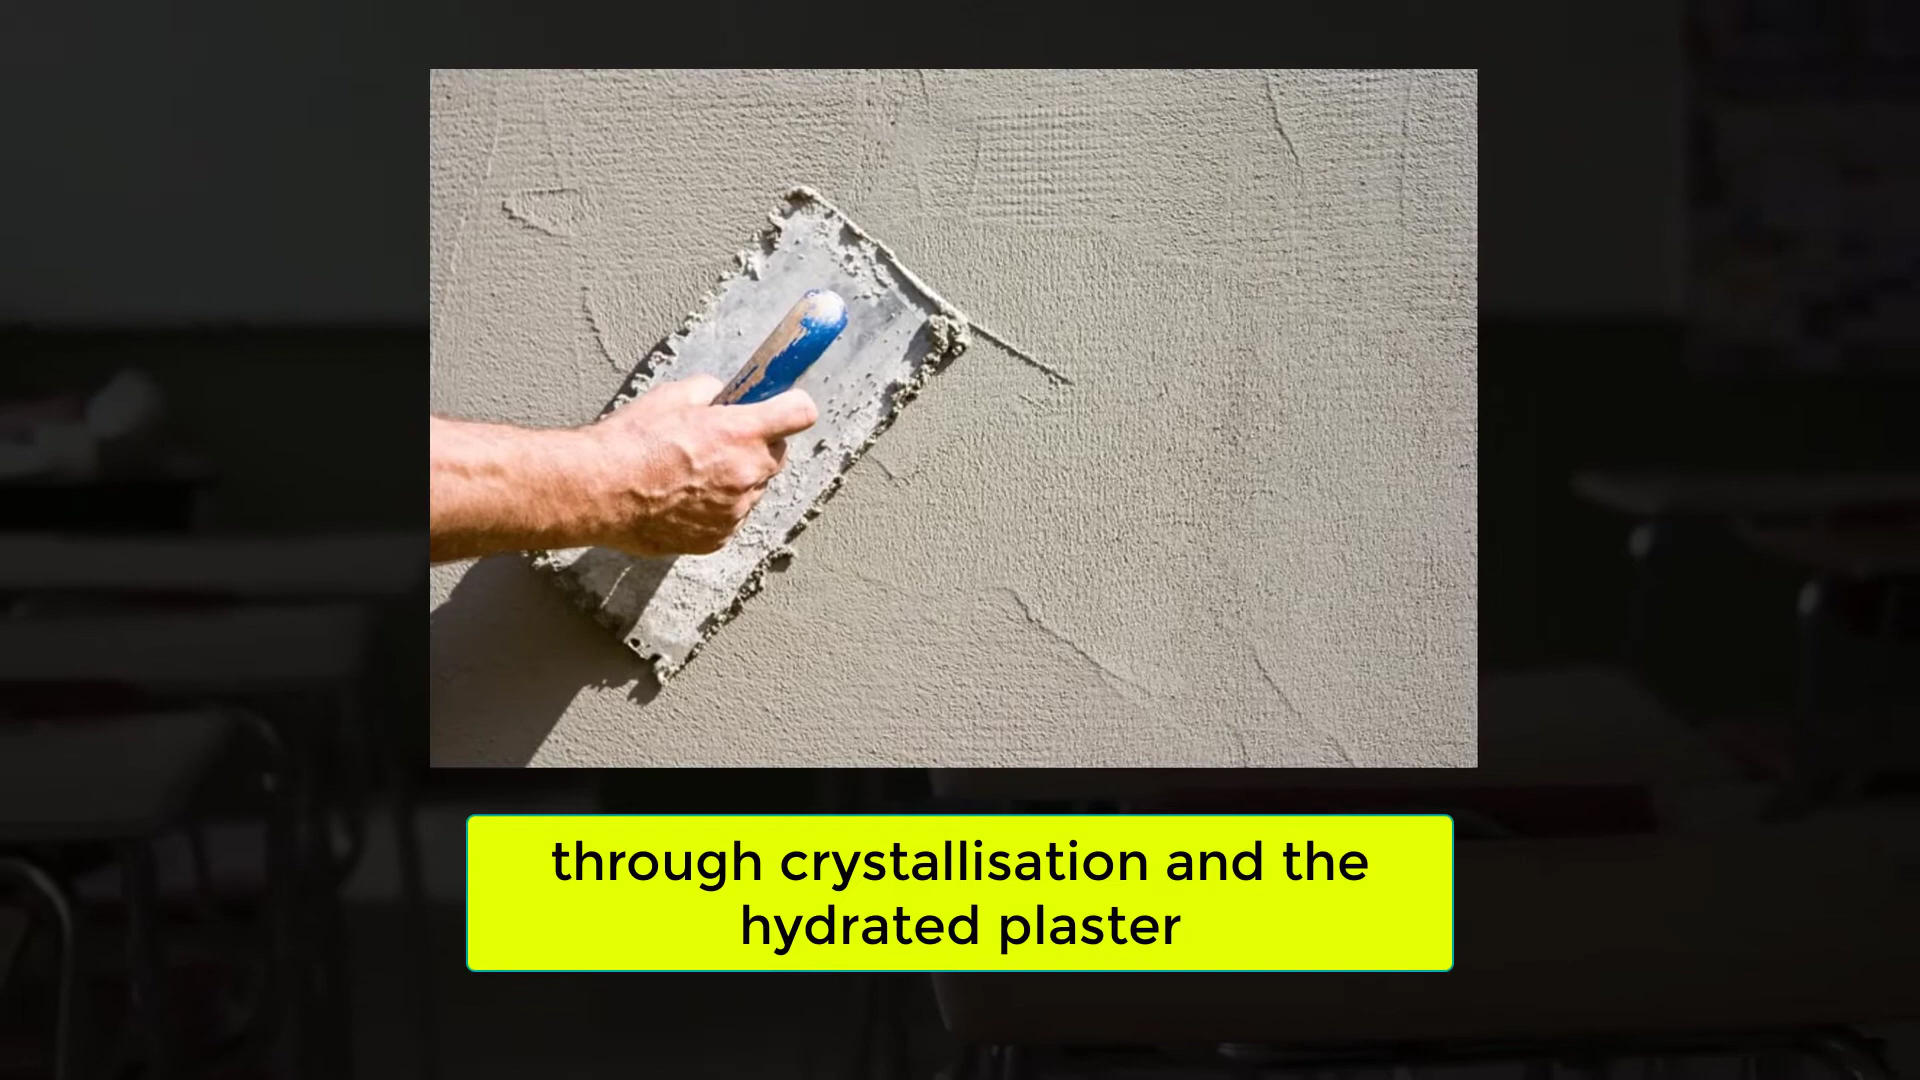 through crystallisation and the
hydrated plaster